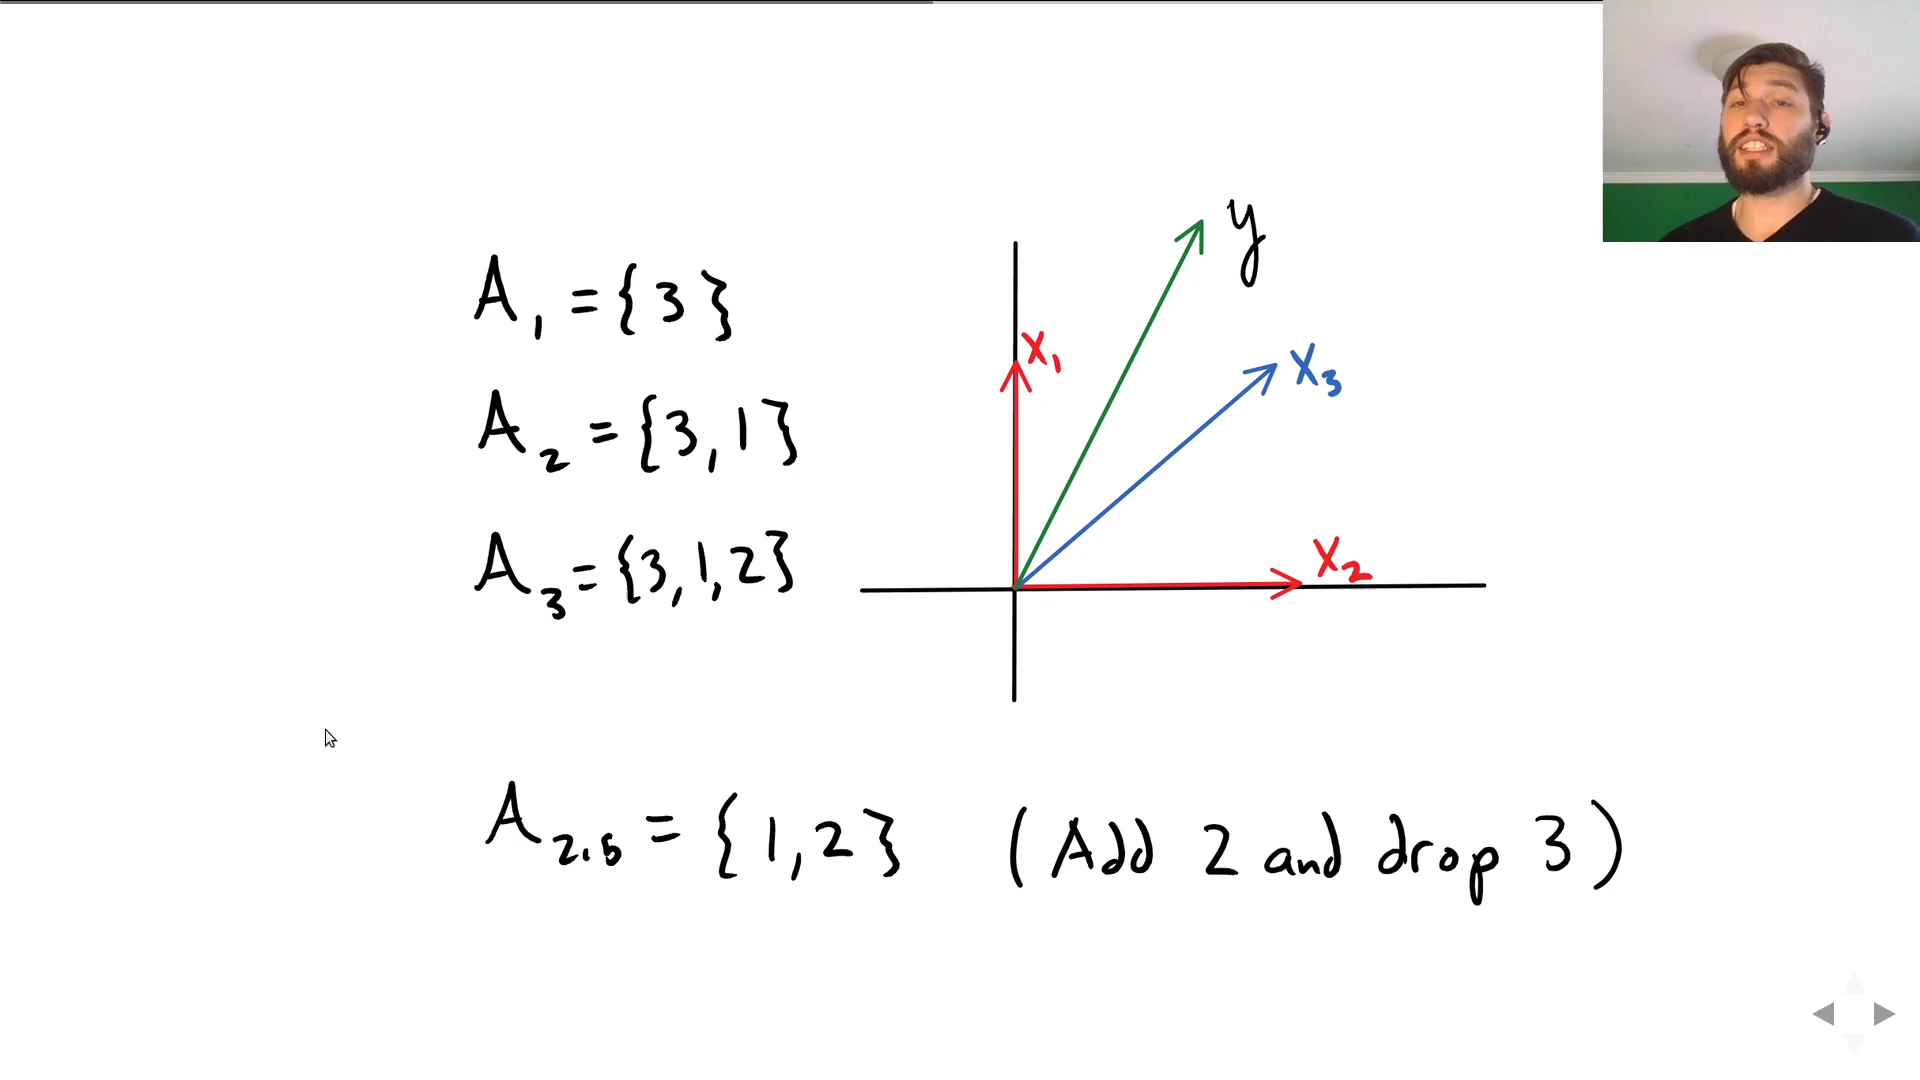 A₁ = {3}
A₂ = {3, 1}
A₃ = {3, 1, 2}
y
X₁
X₃
X₂
A₂.₅ = {1, 2} (Add 2 and drop 3)